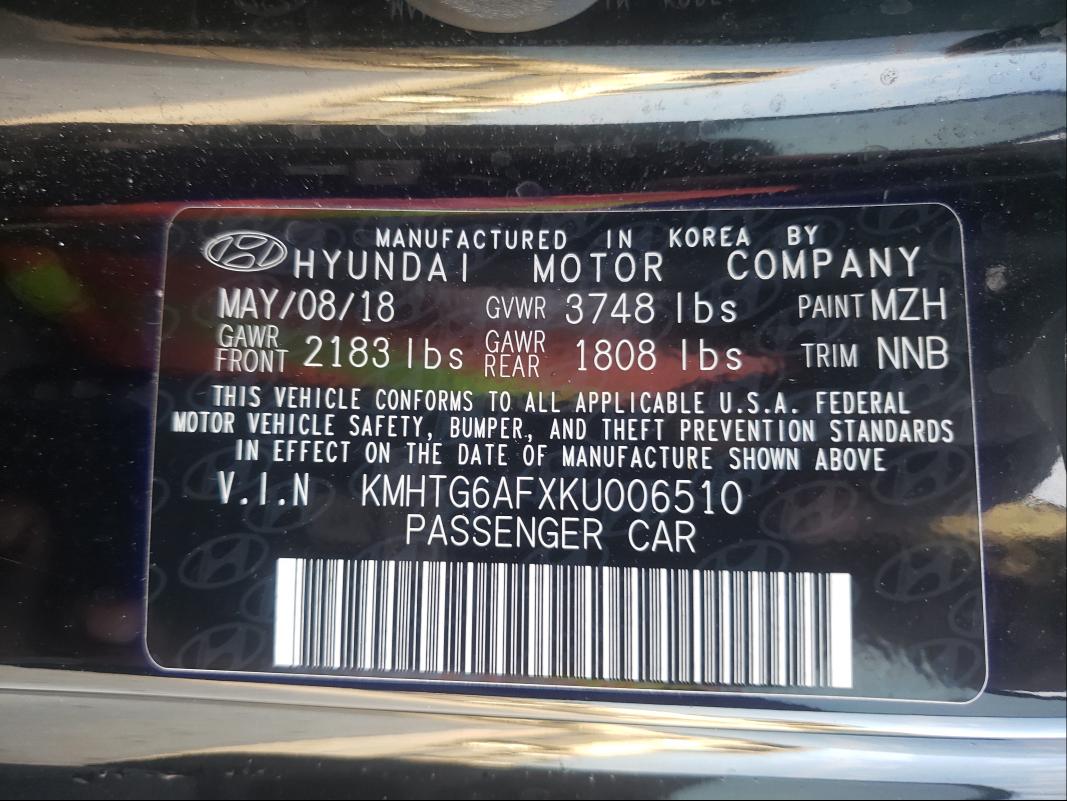 MANUFACTURED IN KOREA BY
HYUNDAI MOTOR COMPANY
MAY/08/18 GVWR 3748 lbs PAINT MZH
GAWR FRONT 2183 lbs GAWR REAR 1808 lbs TRIM NNB
THIS VEHICLE CONFORMS TO ALL APPLICABLE U.S.A. FEDERAL
MOTOR VEHICLE SAFETY, BUMPER, AND THEFT PREVENTION STANDARDS
IN EFFECT ON THE DATE OF MANUFACTURE SHOWN ABOVE
V.I.N KMHTG6AFXKU006510
PASSENGER CAR